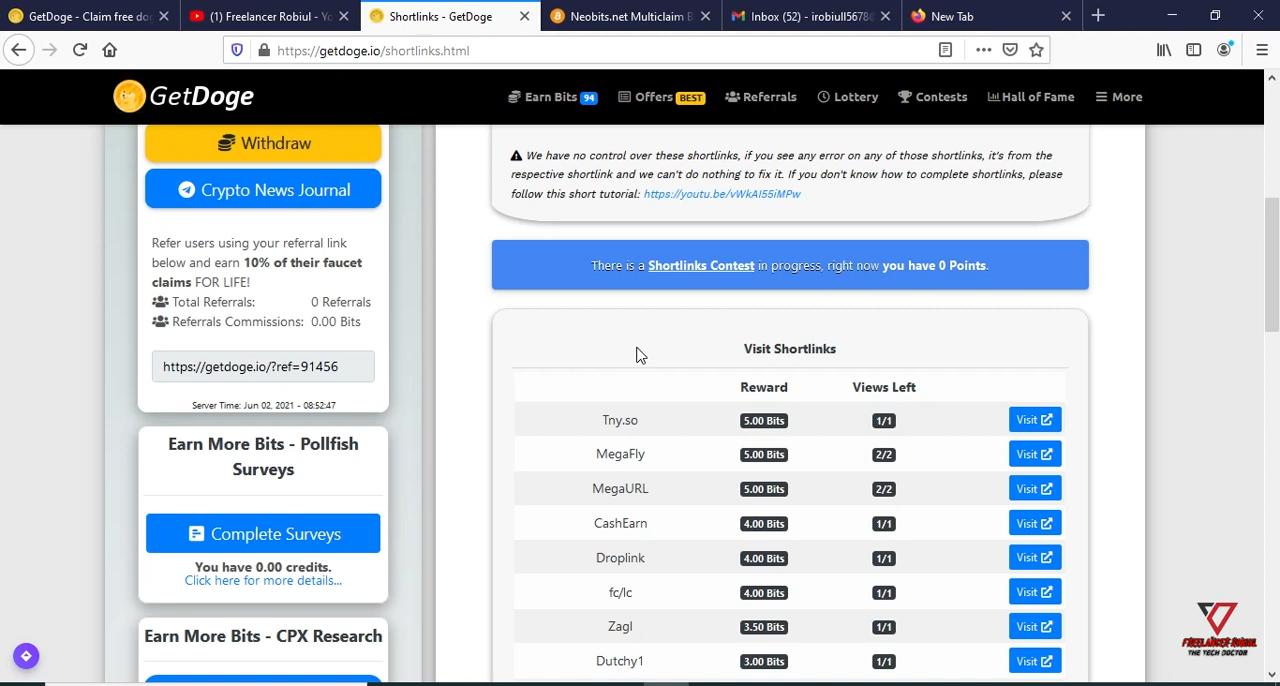 GetDoge - Claim free do
(1) Freelancer Robiul - Yo
Shortlinks - GetDoge
Neobits.net Multiclaim B
Inbox (52) - irobiull5678@
New Tab
https://getdoge.io/shortlinks.html
GetDoge
Earn Bits 94
Offers BEST
Referrals
Lottery
Contests
Hall of Fame
More
Withdraw
Crypto News Journal
Refer users using your referral link
below and earn 10% of their faucet
claims FOR LIFE!
Total Referrals: 0 Referrals
Referrals Commissions: 0.00 Bits
https://getdoge.io/?ref=91456
Server Time: Jun 02, 2021 - 08:52:47
Earn More Bits - Pollfish
Surveys
Complete Surveys
You have 0.00 credits.
Click here for more details...
Earn More Bits - CPX Research
We have no control over these shortlinks, if you see any error on any of those shortlinks, it's from the
respective shortlink and we can't do nothing to fix it. If you don't know how to complete shortlinks, please
follow this short tutorial: https://youtu.be/vWkAI55iMPw
There is a Shortlinks Contest in progress, right now you have 0 Points.
Visit Shortlinks
Reward Views Left
Tny.so 5.00 Bits 1/1 Visit
MegaFly 5.00 Bits 2/2 Visit
MegaURL 5.00 Bits 2/2 Visit
CashEarn 4.00 Bits 1/1 Visit
Droplink 4.00 Bits 1/1 Visit
fc/lc 4.00 Bits 1/1 Visit
Zagl 3.50 Bits 1/1 Visit
Dutchy1 3.00 Bits 1/1 Visit
FREELANCER ROBIUL
THE TECH DOCTOR